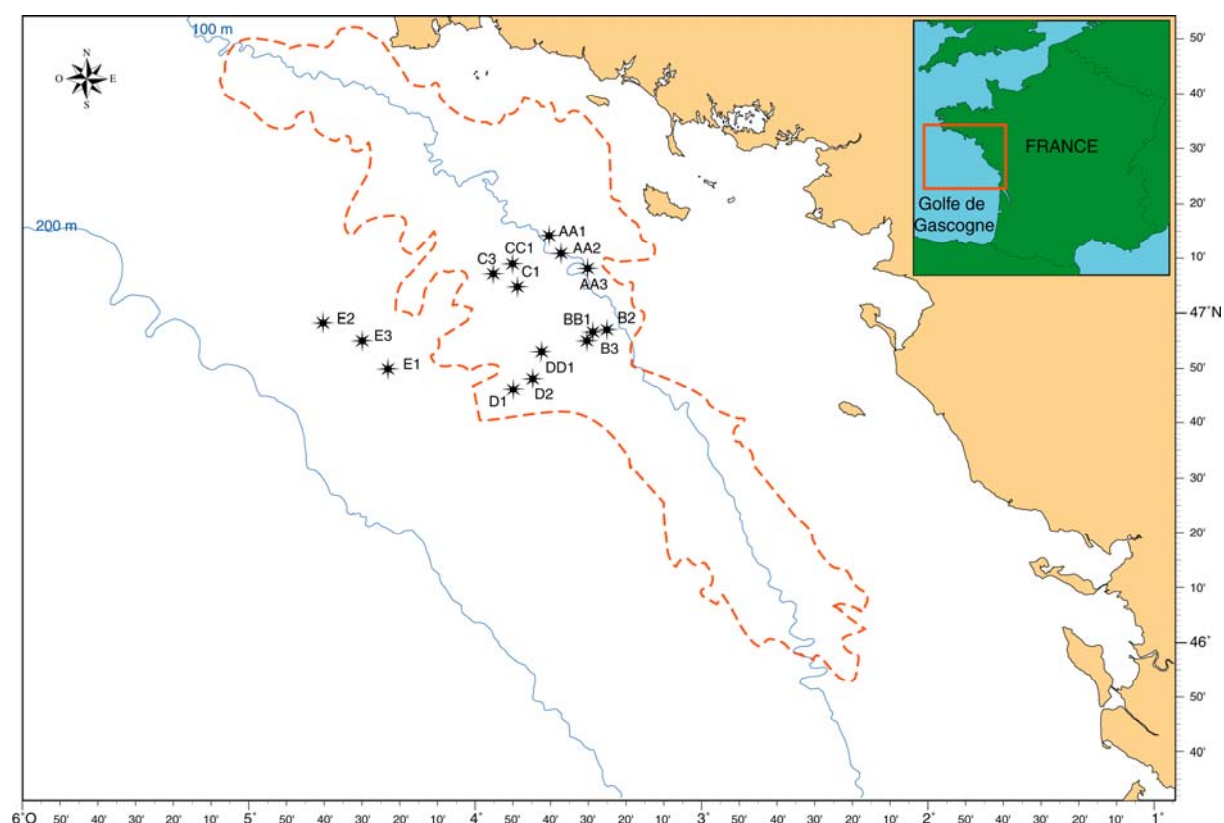 100 m
N
O
E
S
200 m
FRANCE
Golfe de
Gascogne
AA1
AA2
AA3
CC1
C3
C1
E2
E3
E1
BB1
B2
B3
DD1
D1
D2
50'
40'
30'
20'
10'
47°N
50'
40'
30'
20'
10'
46°
50'
40'
6°O
50'
40'
30'
20'
10'
5°
50'
40'
30'
20'
10'
4°
50'
40'
30'
20'
10'
3°
50'
40'
30'
20'
10'
2°
50'
40'
30'
20'
10'
1°